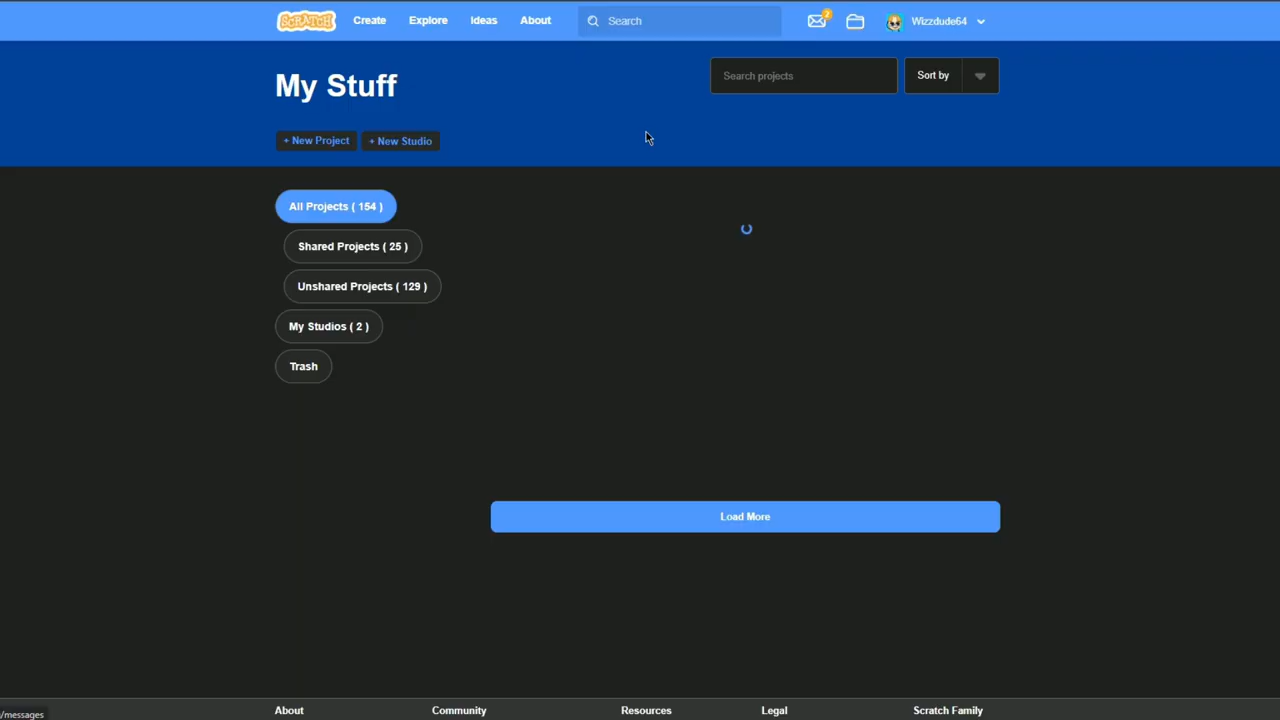 SCRATCH Create Explore Ideas About Search 2 Wizzdude64
My Stuff
Search projects Sort by
+ New Project + New Studio
All Projects ( 154 )
Shared Projects ( 25 )
Unshared Projects ( 129 )
My Studios ( 2 )
Trash
Load More
About Community Resources Legal Scratch Family
/messages